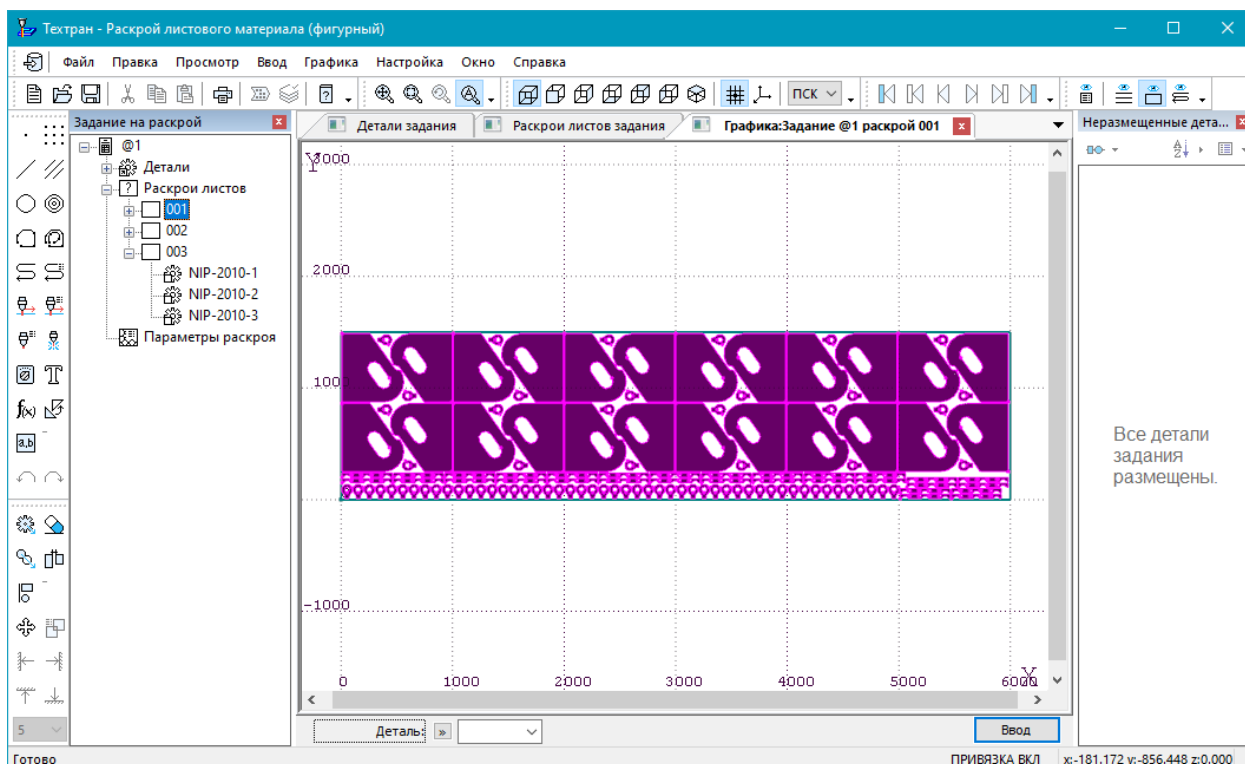 Техтран - Раскрой листового материала (фигурный)
Файл Правка Просмотр Ввод Графика Настройка Окно Справка
ПСК
Задание на раскрой
Детали задания
Раскрои листов задания
Графика:Задание @1 раскрой 001
Неразмещенные дета...
@1
Детали
Раскрои листов
001
002
003
NIP-2010-1
NIP-2010-2
NIP-2010-3
Параметры раскроя
f(x)
a,b
5
Y
3000
2000
1000
0
-1000
0 1000 2000 3000 4000 5000 6000
X
Все детали
задания
размещены.
Деталь:
Ввод
Готово
ПРИВЯЗКА ВКЛ
x:-181.172 y:-856.448 z:0.000